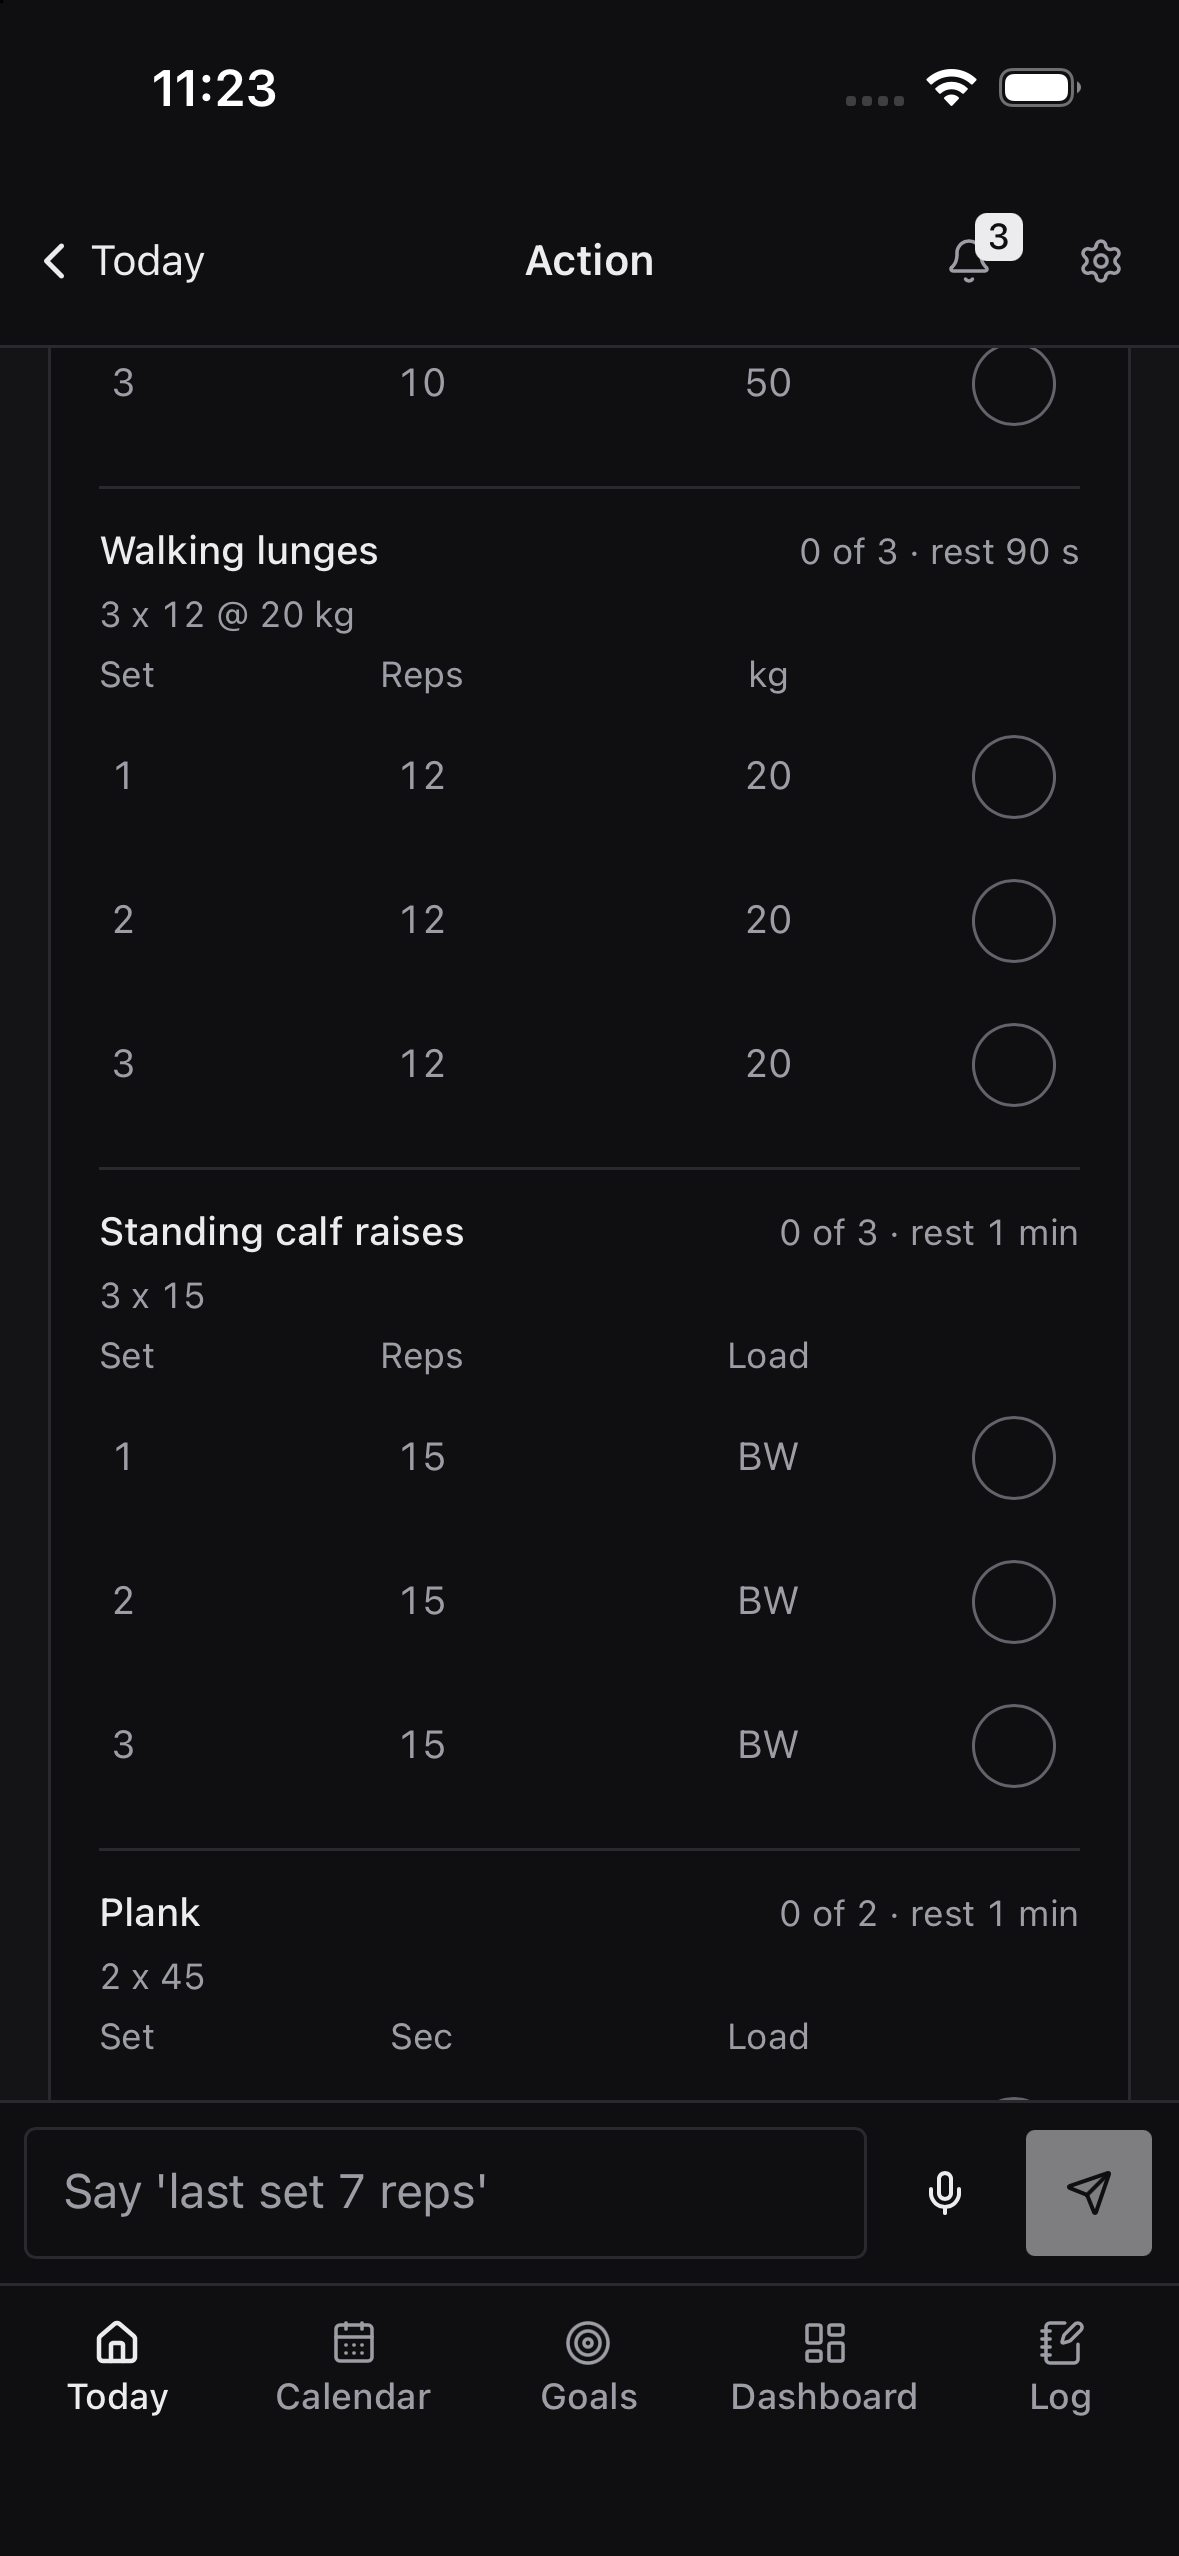 11:23
Today
Action
3
3 10 50
Walking lunges 0 of 3 · rest 90 s
3 x 12 @ 20 kg
Set Reps kg
1 12 20
2 12 20
3 12 20
Standing calf raises 0 of 3 · rest 1 min
3 x 15
Set Reps Load
1 15 BW
2 15 BW
3 15 BW
Plank 0 of 2 · rest 1 min
2 x 45
Set Sec Load
Say 'last set 7 reps'
Today Calendar Goals Dashboard Log